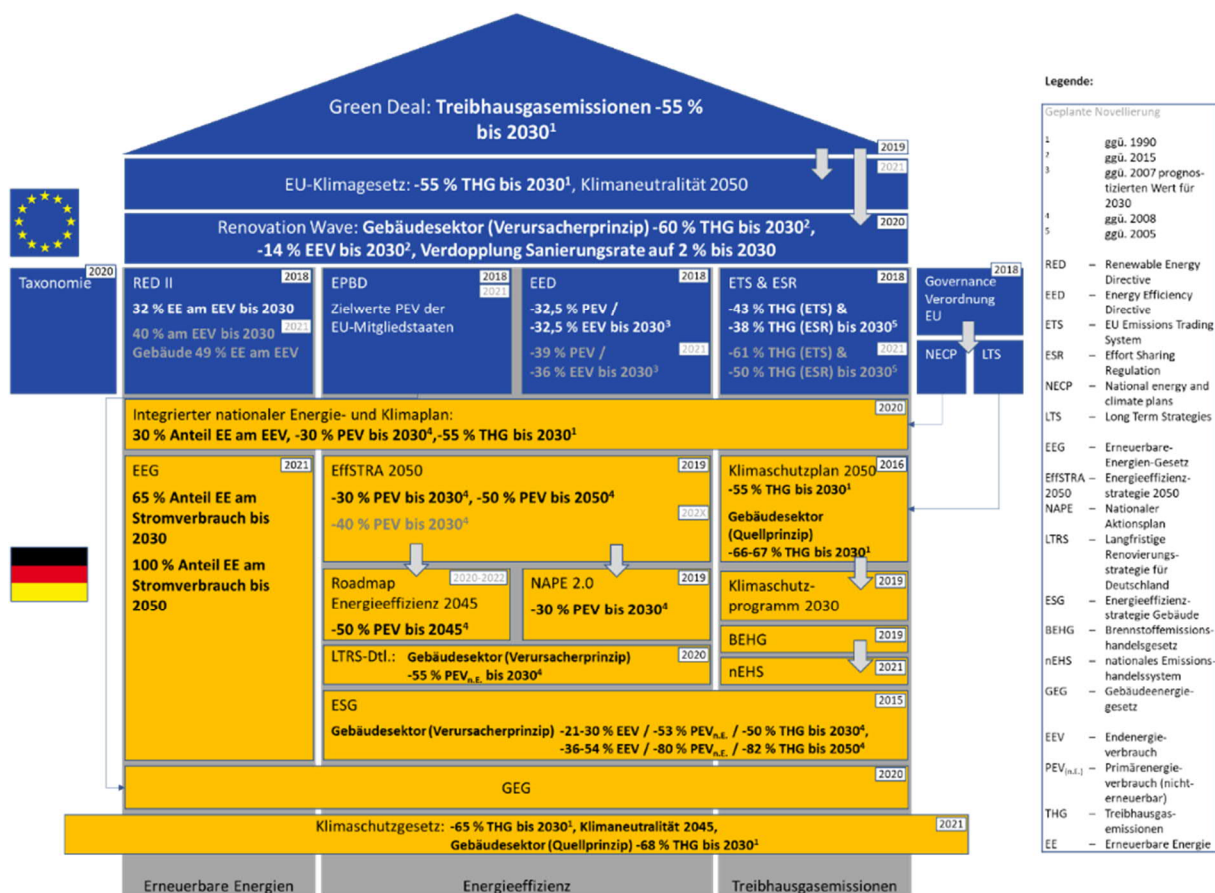 Green Deal: Treibhausgasemissionen -55 %
bis 2030¹
2019
EU-Klimagesetz: -55 % THG bis 2030¹, Klimaneutralität 2050
2021
Renovation Wave: Gebäudesektor (Verursacherprinzip) -60 % THG bis 2030²,
-14 % EEV bis 2030², Verdopplung Sanierungsrate auf 2 % bis 2030
2020
Taxonomie
2020
RED II
2018
32 % EE am EEV bis 2030
2021
40 % am EEV bis 2030
Gebäude 49 % EE am EEV
EPBD
2018
2021
Zielwerte PEV der
EU-Mitgliedstaaten
EED
2018
-32,5 % PEV /
-32,5 % EEV bis 2030³
2021
-39 % PEV /
-36 % EEV bis 2030³
ETS & ESR
2018
-43 % THG (ETS) &
-38 % THG (ESR) bis 2030⁵
2021
-61 % THG (ETS) &
-50 % THG (ESR) bis 2030⁵
2018
Governance
Verordnung
EU
NECP
LTS
Integrierter nationaler Energie- und Klimaplan:
2020
30 % Anteil EE am EEV, -30 % PEV bis 2030⁴,-55 % THG bis 2030¹
EEG
2021
65 % Anteil EE am
Stromverbrauch bis
2030
100 % Anteil EE am
Stromverbrauch bis
2050
EffSTRA 2050
2019
-30 % PEV bis 2030⁴, -50 % PEV bis 2050⁴
202X
-40 % PEV bis 2030⁴
Roadmap
2020-2022
Energieeffizienz 2045
-50 % PEV bis 2045⁴
NAPE 2.0
2019
-30 % PEV bis 2030⁴
LTRS-Dtl.: Gebäudesektor (Verursacherprinzip)
2020
-55 % PEVn.E. bis 2030⁴
Klimaschutzplan 2050
2016
-55 % THG bis 2030¹
Gebäudesektor
(Quellprinzip)
-66-67 % THG bis 2030¹
Klimaschutz-
2019
programm 2030
BEHG
2019
nEHS
2021
ESG
2015
Gebäudesektor (Verursacherprinzip) -21-30 % EEV / -53 % PEVn.E. / -50 % THG bis 2030⁴,
-36-54 % EEV / -80 % PEVn.E. / -82 % THG bis 2050⁴
GEG
2020
Klimaschutzgesetz: -65 % THG bis 2030¹, Klimaneutralität 2045,
2021
Gebäudesektor (Quellprinzip) -68 % THG bis 2030¹
Erneuerbare Energien
Energieeffizienz
Treibhausgasemissionen
Legende:
Geplante Novellierung
¹ ggü. 1990
² ggü. 2015
³ ggü. 2007 prognos-
tizierten Wert für
2030
⁴ ggü. 2008
⁵ ggü. 2005
RED – Renewable Energy
Directive
EED – Energy Efficiency
Directive
ETS – EU Emissions Trading
System
ESR – Effort Sharing
Regulation
NECP – National energy and
climate plans
LTS – Long Term Strategies
EEG – Erneuerbare-
Energien-Gesetz
EffSTRA – Energieeffizienz-
2050 strategie 2050
NAPE – Nationaler
Aktionsplan
LTRS – Langfristige
Renovierungs-
strategie für
Deutschland
ESG – Energieeffizienz-
strategie Gebäude
BEHG – Brennstoffemissions-
handelsgesetz
nEHS – nationales Emissions-
handelssystem
GEG – Gebäudeenergie-
gesetz
EEV – Endenergie-
verbrauch
PEV(n.E.) – Primärenergie-
verbrauch (nicht-
erneuerbar)
THG – Treibhausgas-
emissionen
EE – Erneuerbare Energie